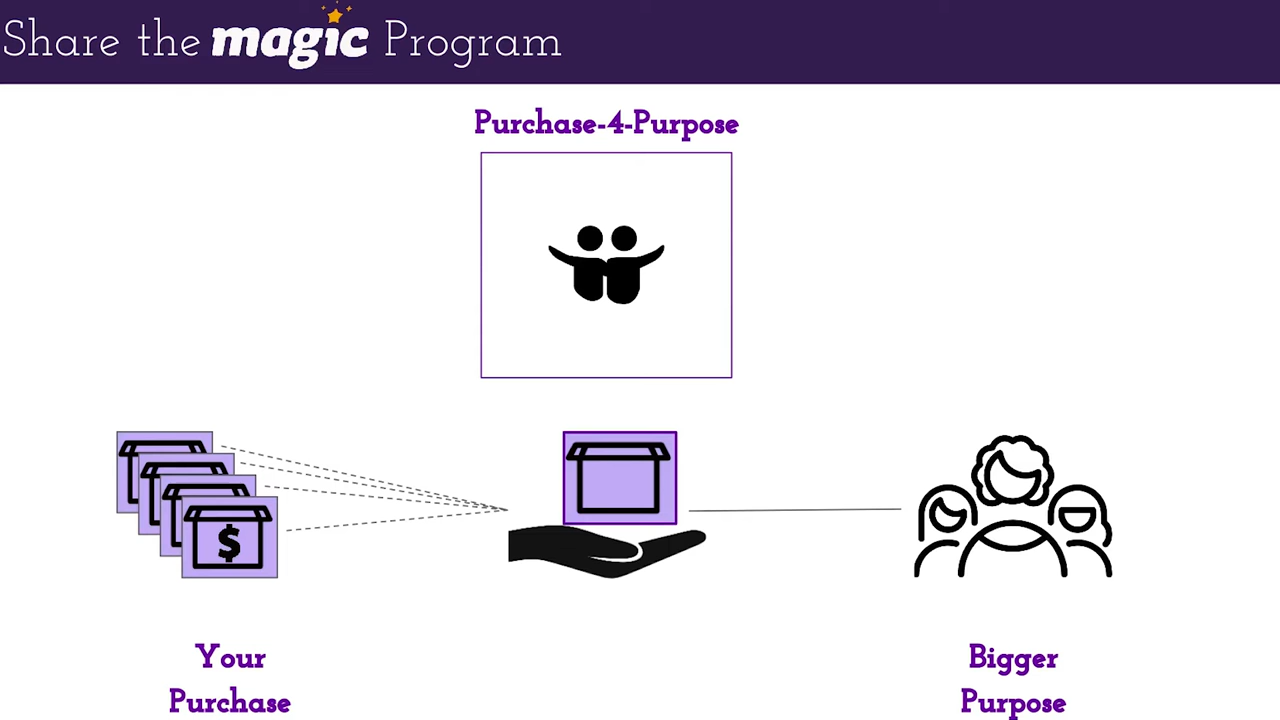 Share the magic Program
Purchase-4-Purpose
$
Your
Purchase
Bigger
Purpose